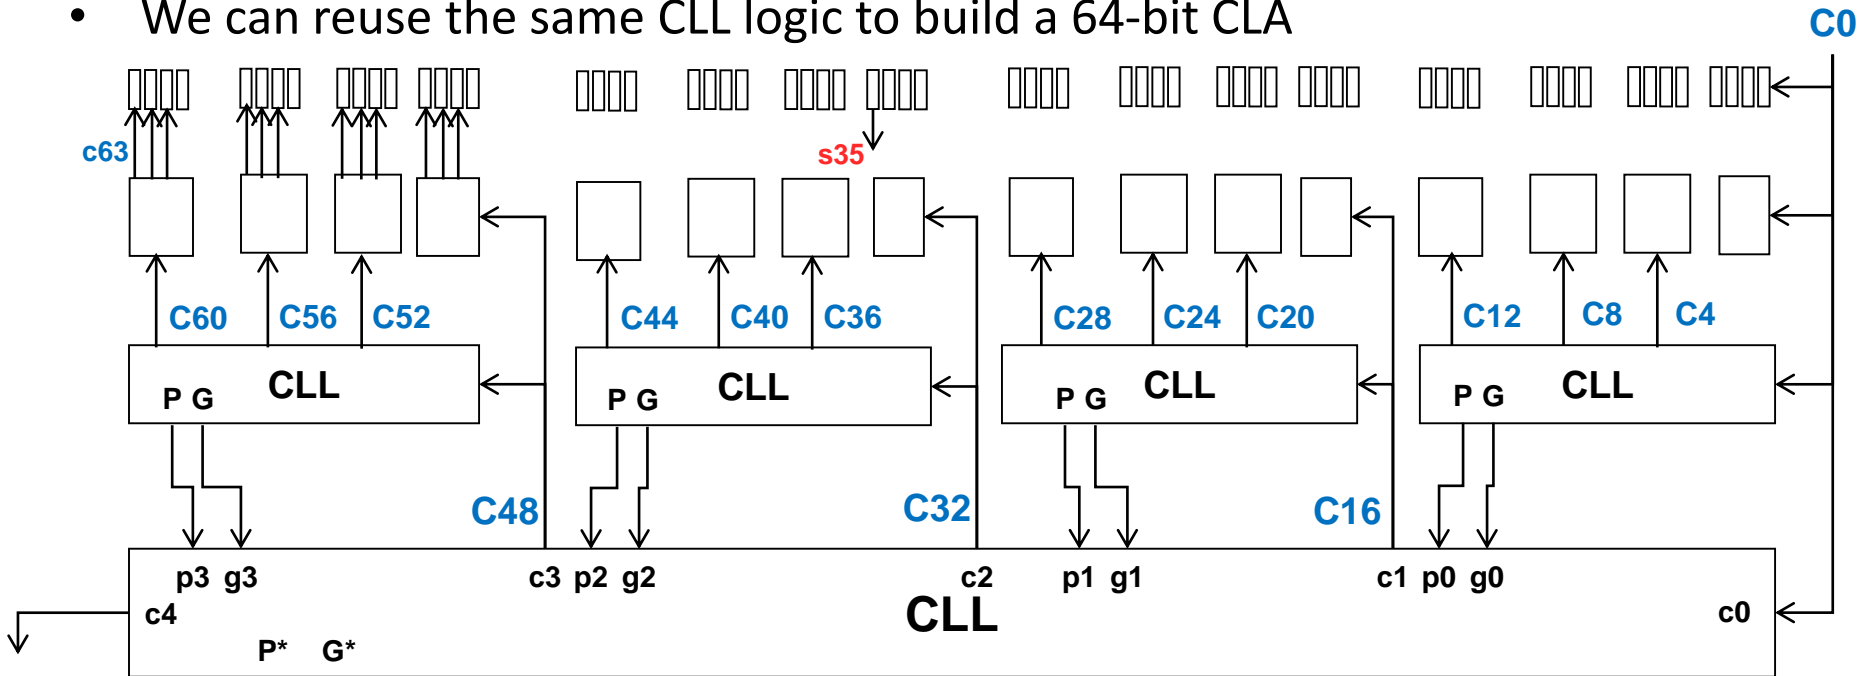 • We can reuse the same CLL logic to build a 64-bit CLA
C0
c63
s35
C60 C56 C52 C44 C40 C36 C28 C24 C20 C12 C8 C4
P G CLL P G CLL P G CLL P G CLL
C48 C32 C16
p3 g3 c3 p2 g2 c2 p1 g1 c1 p0 g0
c4 CLL c0
P* G*